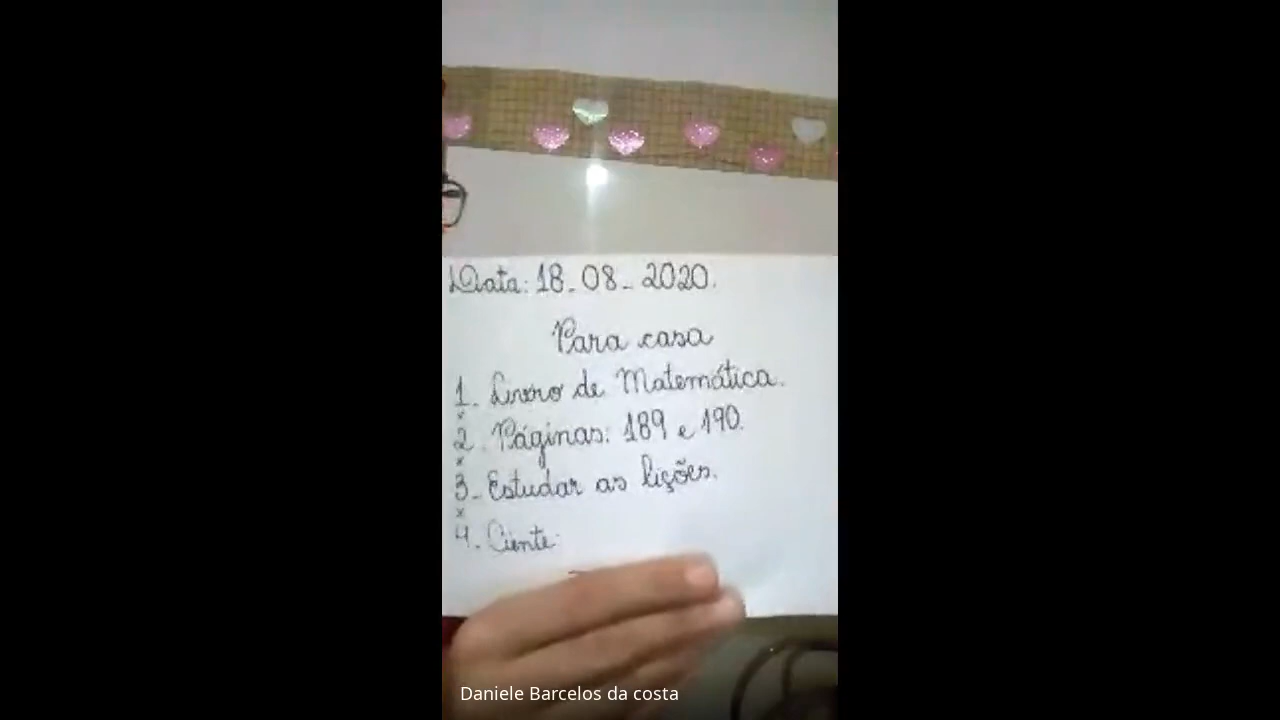 Data: 18-08-2020.
Para casa
1. Livro de Matemática.
x
2. Páginas: 189 e 190.
x
3- Estudar as lições.
x
4. Ciente:
Daniele Barcelos da costa